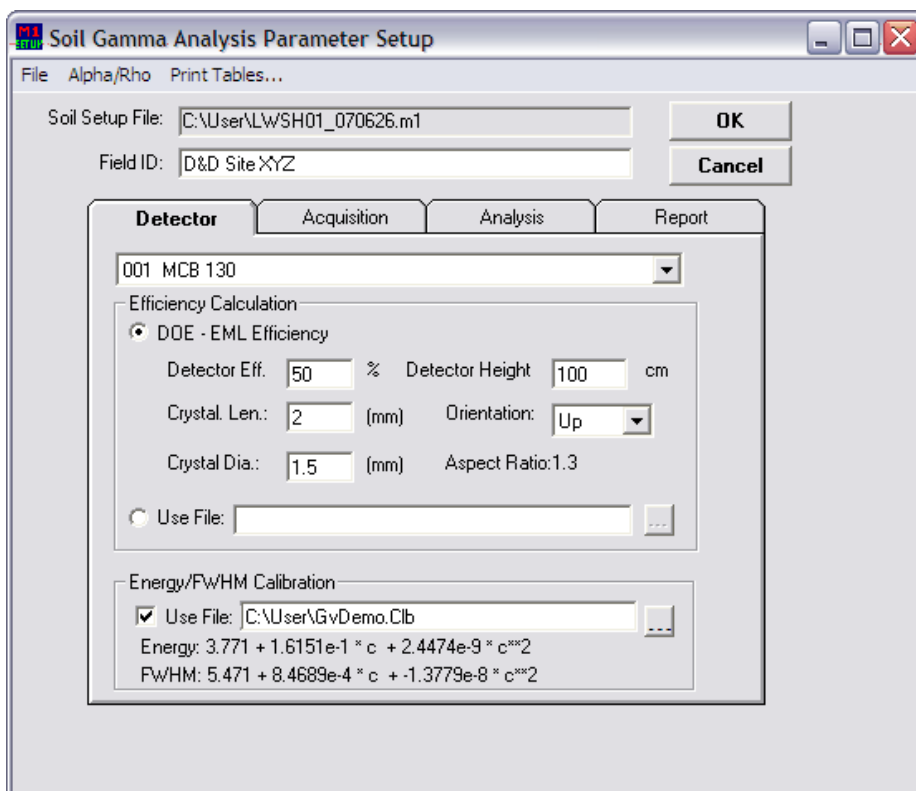 M1 SETUP Soil Gamma Analysis Parameter Setup
File Alpha/Rho Print Tables...
Soil Setup File: C:\User\LWSH01_070626.m1 OK
Field ID: D&D Site XYZ Cancel
Detector Acquisition Analysis Report
001 MCB 130
Efficiency Calculation
DOE - EML Efficiency
Detector Eff. 50 % Detector Height 100 cm
Crystal. Len.: 2 (mm) Orientation: Up
Crystal Dia.: 1.5 (mm) Aspect Ratio:1.3
Use File: ...
Energy/FWHM Calibration
Use File: C:\User\GvDemo.Clb ...
Energy: 3.771 + 1.6151e-1 * c + 2.4474e-9 * c**2
FWHM: 5.471 + 8.4689e-4 * c + -1.3779e-8 * c**2